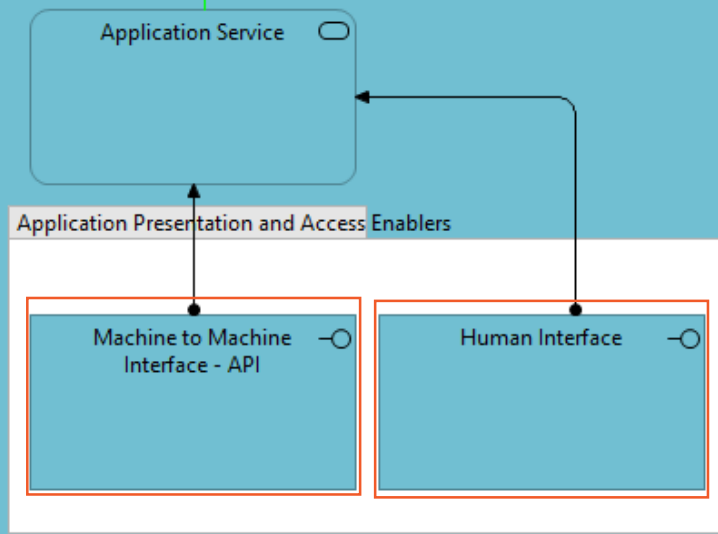 Application Service
Application Presentation and Access Enablers
Machine to Machine
Interface - API
Human Interface